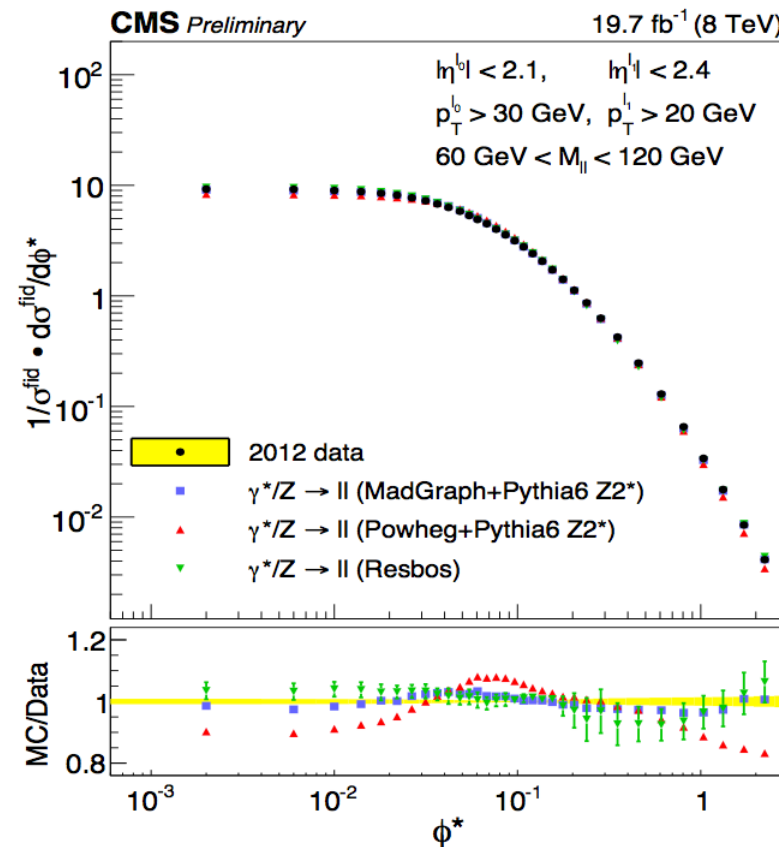 CMS Preliminary 19.7 fb⁻¹ (8 TeV)
|η^l₀| < 2.1, |η^l₁| < 2.4
p_T^l₀ > 30 GeV, p_T^l₁ > 20 GeV
60 GeV < M_ll < 120 GeV
10²
10
1
10⁻¹
10⁻²
1/σ^fid • dσ^fid/dϕ*
2012 data
γ*/Z → ll (MadGraph+Pythia6 Z2*)
γ*/Z → ll (Powheg+Pythia6 Z2*)
γ*/Z → ll (Resbos)
MC/Data
1.2
1
0.8
10⁻³ 10⁻² 10⁻¹ 1
ϕ*